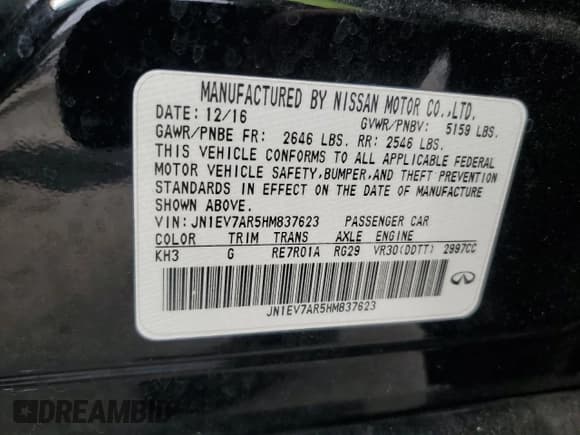 MANUFACTURED BY NISSAN MOTOR CO.,LTD.
DATE: 12/16 GVWR/PNBV: 5159 LBS.
GAWR/PNBE FR: 2646 LBS. RR: 2546 LBS.
THIS VEHICLE CONFORMS TO ALL APPLICABLE FEDERAL
MOTOR VEHICLE SAFETY,BUMPER,AND THEFT PREVENTION
STANDARDS IN EFFECT ON THE DATE OF MANUFACTURE
SHOWN ABOVE.
VIN:JN1EV7AR5HM837623 PASSENGER CAR
COLOR TRIM TRANS AXLE ENGINE
KH3 G RE7R01A RG29 VR30(DDTT) 2997CC
JN1EV7AR5HM837623
DREAMBID